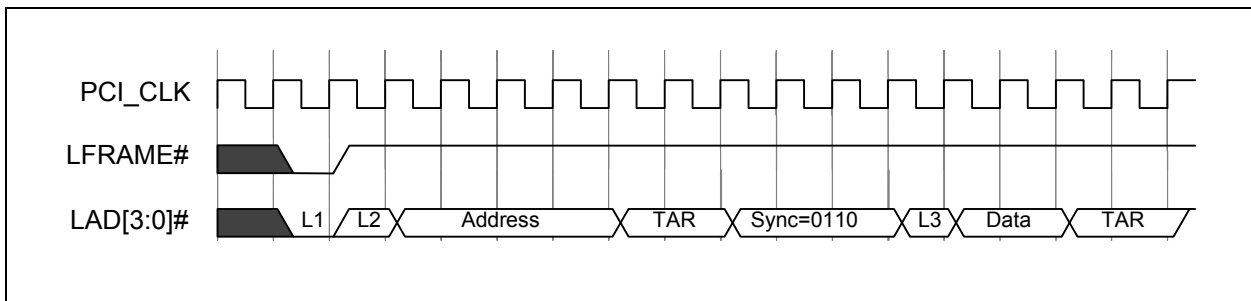 PCI_CLK
LFRAME#
LAD[3:0]# L1 L2 Address TAR Sync=0110 L3 Data TAR